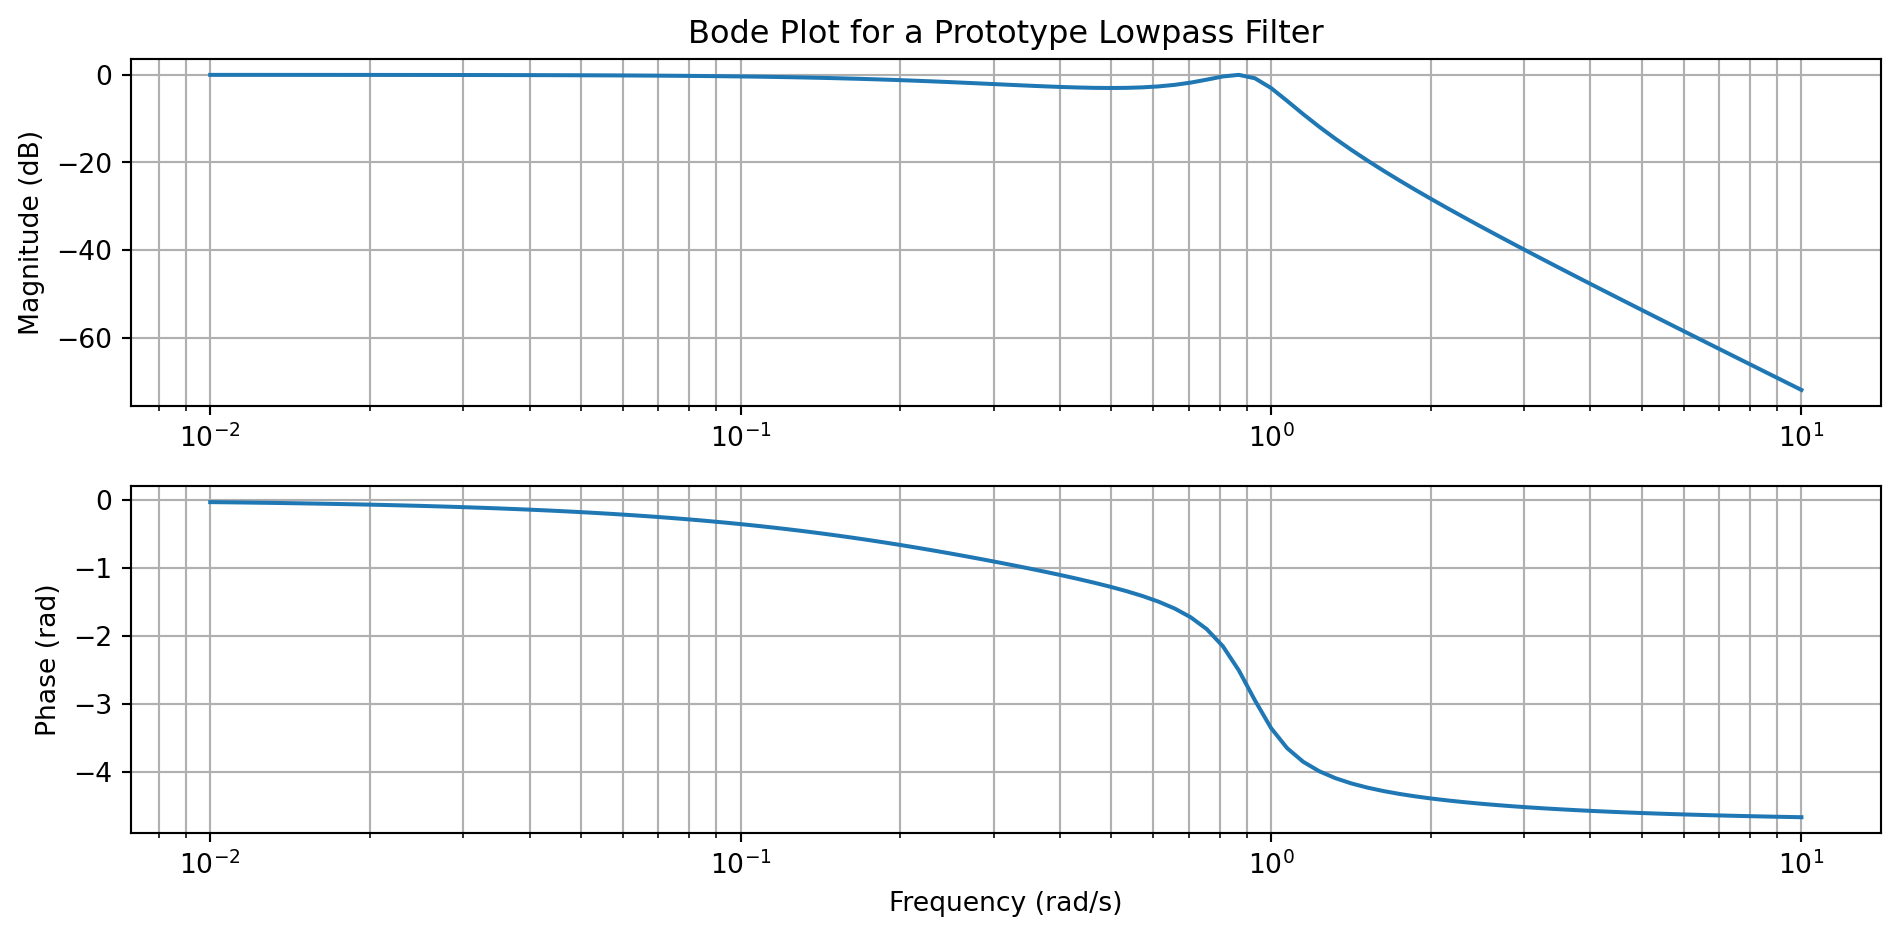 Bode Plot for a Prototype Lowpass Filter
Magnitude (dB)
0
−20
−40
−60
10⁻² 10⁻¹ 10⁰ 10¹
Phase (rad)
0
−1
−2
−3
−4
10⁻² 10⁻¹ 10⁰ 10¹
Frequency (rad/s)